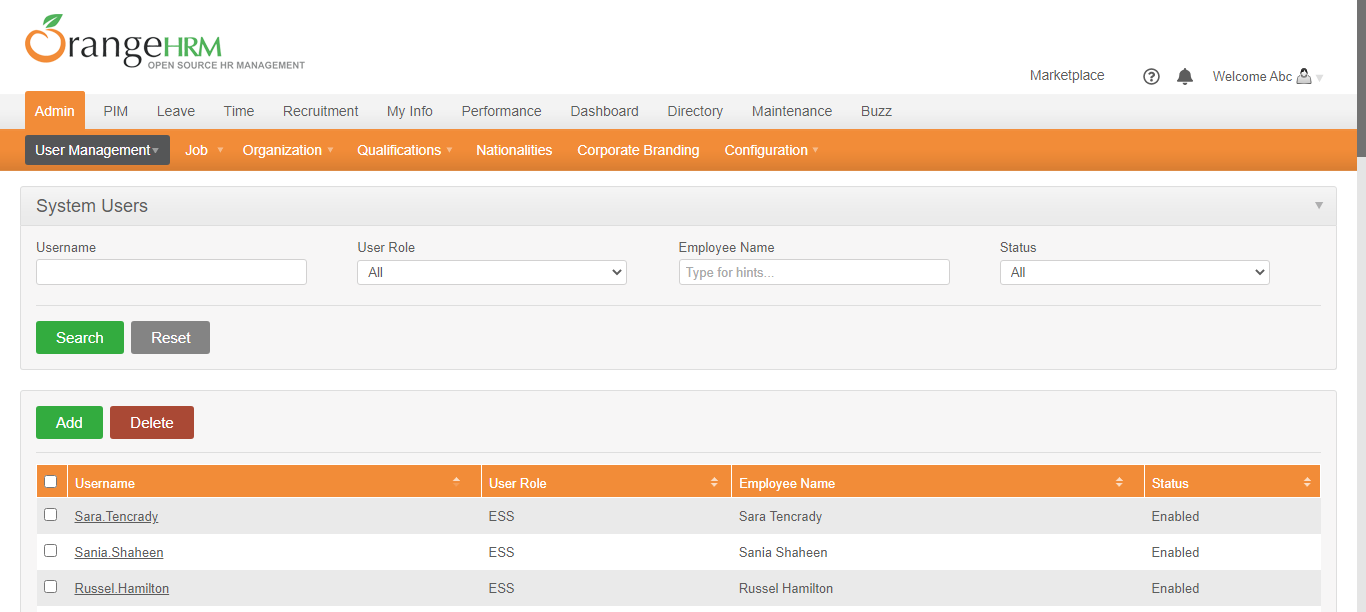 OrangeHRM
OPEN SOURCE HR MANAGEMENT
Marketplace ? Welcome Abc
Admin PIM Leave Time Recruitment My Info Performance Dashboard Directory Maintenance Buzz
User Management Job Organization Qualifications Nationalities Corporate Branding Configuration
System Users
Username User Role Employee Name Status
All Type for hints... All
Search Reset
Add Delete
Username User Role Employee Name Status
Sara.Tencrady ESS Sara Tencrady Enabled
Sania.Shaheen ESS Sania Shaheen Enabled
Russel.Hamilton ESS Russel Hamilton Enabled